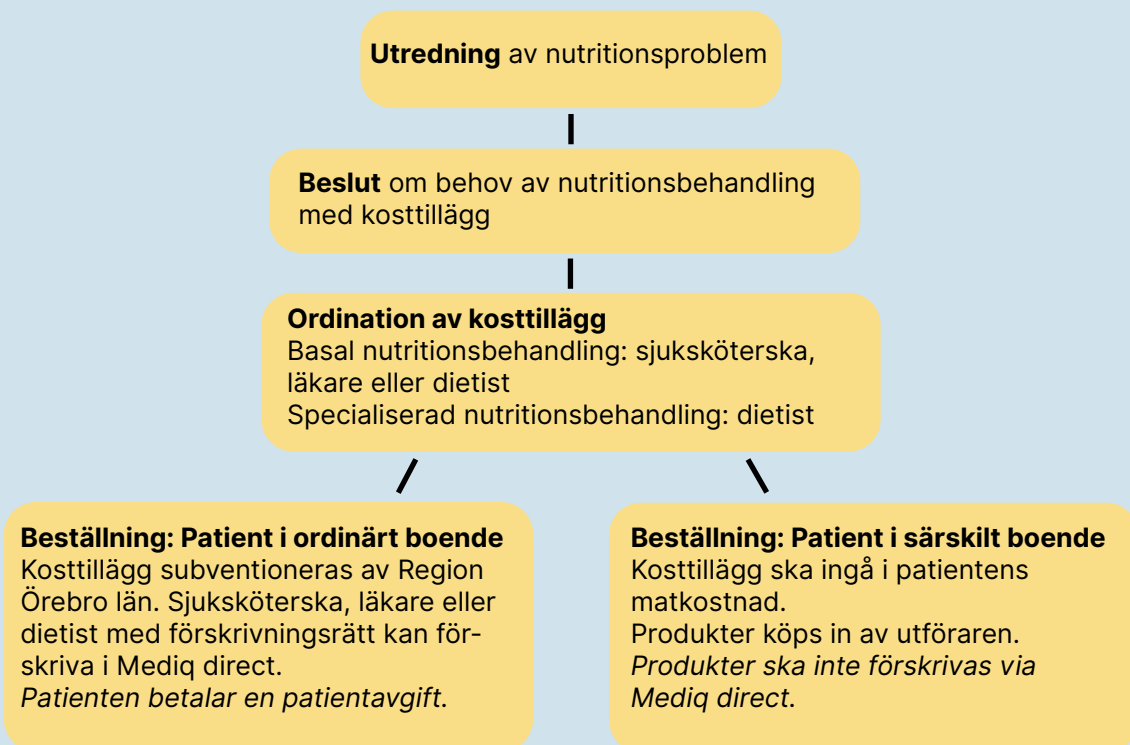 Utredning av nutritionsproblem
Beslut om behov av nutritionsbehandling
med kosttillägg
Ordination av kosttillägg
Basal nutritionsbehandling: sjuksköterska,
läkare eller dietist
Specialiserad nutritionsbehandling: dietist
Beställning: Patient i ordinärt boende
Kosttillägg subventioneras av Region
Örebro län. Sjuksköterska, läkare eller
dietist med förskrivningsrätt kan för-
skriva i Mediq direct.
Patienten betalar en patientavgift.
Beställning: Patient i särskilt boende
Kosttillägg ska ingå i patientens
matkostnad.
Produkter köps in av utföraren.
Produkter ska inte förskrivas via
Mediq direct.